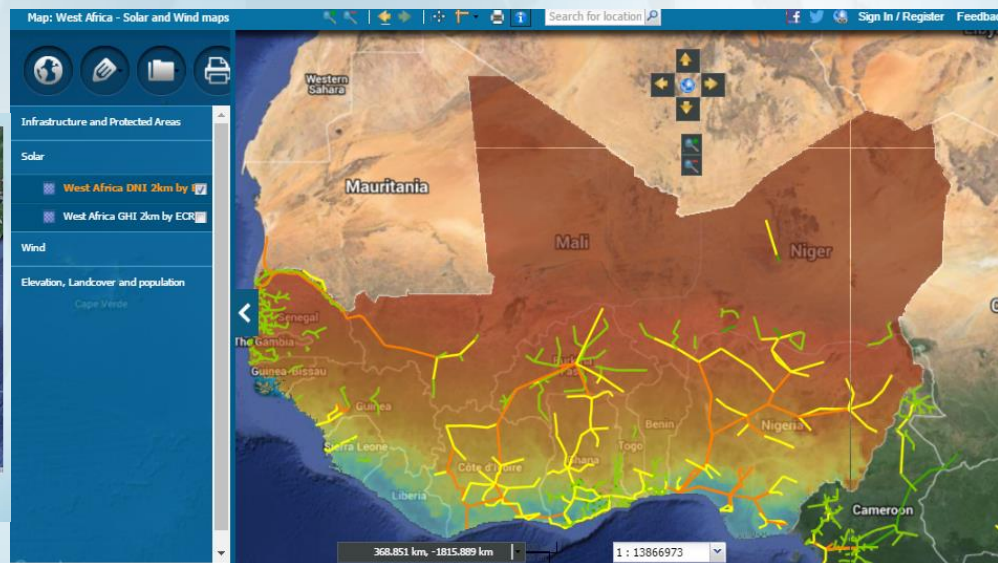 Map: West Africa - Solar and Wind maps
Search for location
Sign In / Register
Feedbac
Infrastructure and Protected Areas
Solar
West Africa DNI 2km by
West Africa GHI 2km by ECR
Wind
Elevation, Landcover and population
Cape Verde
Western
Sahara
Mauritania
Mali
Niger
Senegal
The Gambia
Guinea-Bissau
Guinea
Sierra Leone
Liberia
Côte d'Ivoire
Ghana
Togo
Benin
Nigeria
Cameroon
368.851 km, -1815.889 km
1 : 13866973